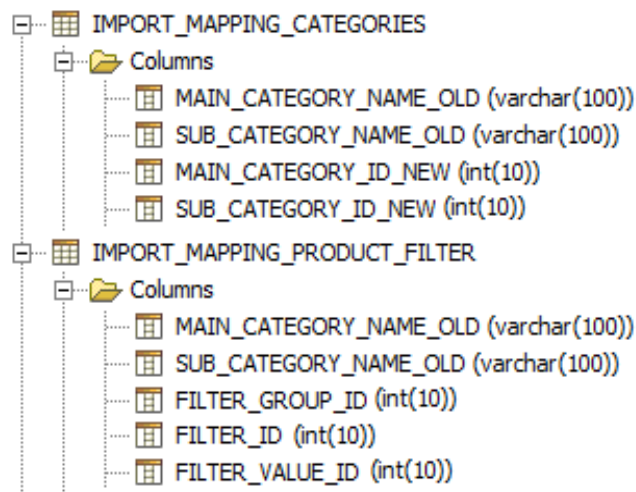 IMPORT_MAPPING_CATEGORIES
Columns
MAIN_CATEGORY_NAME_OLD (varchar(100))
SUB_CATEGORY_NAME_OLD (varchar(100))
MAIN_CATEGORY_ID_NEW (int(10))
SUB_CATEGORY_ID_NEW (int(10))
IMPORT_MAPPING_PRODUCT_FILTER
Columns
MAIN_CATEGORY_NAME_OLD (varchar(100))
SUB_CATEGORY_NAME_OLD (varchar(100))
FILTER_GROUP_ID (int(10))
FILTER_ID (int(10))
FILTER_VALUE_ID (int(10))